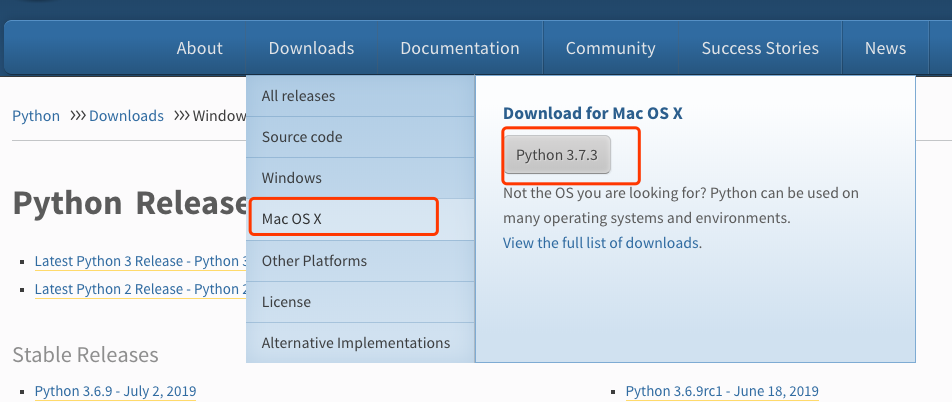 About Downloads Documentation Community Success Stories News
Python >>> Downloads >>> Window
Python Release
Latest Python 3 Release - Python 3
Latest Python 2 Release - Python 2
All releases
Source code
Windows
Mac OS X
Other Platforms
License
Alternative Implementations
Download for Mac OS X
Python 3.7.3
Not the OS you are looking for? Python can be used on
many operating systems and environments.
View the full list of downloads.
Stable Releases
Python 3.6.9 - July 2, 2019
Python 3.6.9rc1 - June 18, 2019